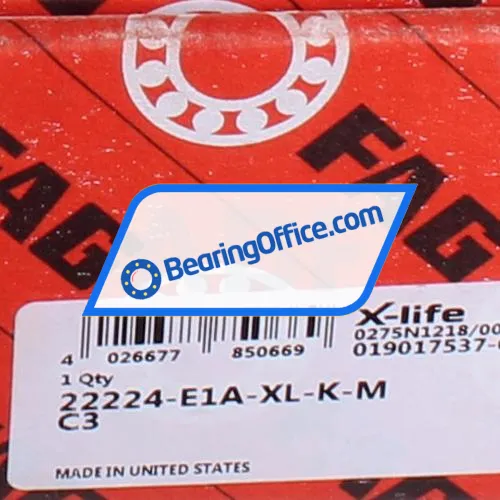 FAG
FAG
BearingOffice.com
X-life
0275N1218/00
019017537-
4 026677 850669
1 Qty
22224-E1A-XL-K-M
C3
MADE IN UNITED STATES